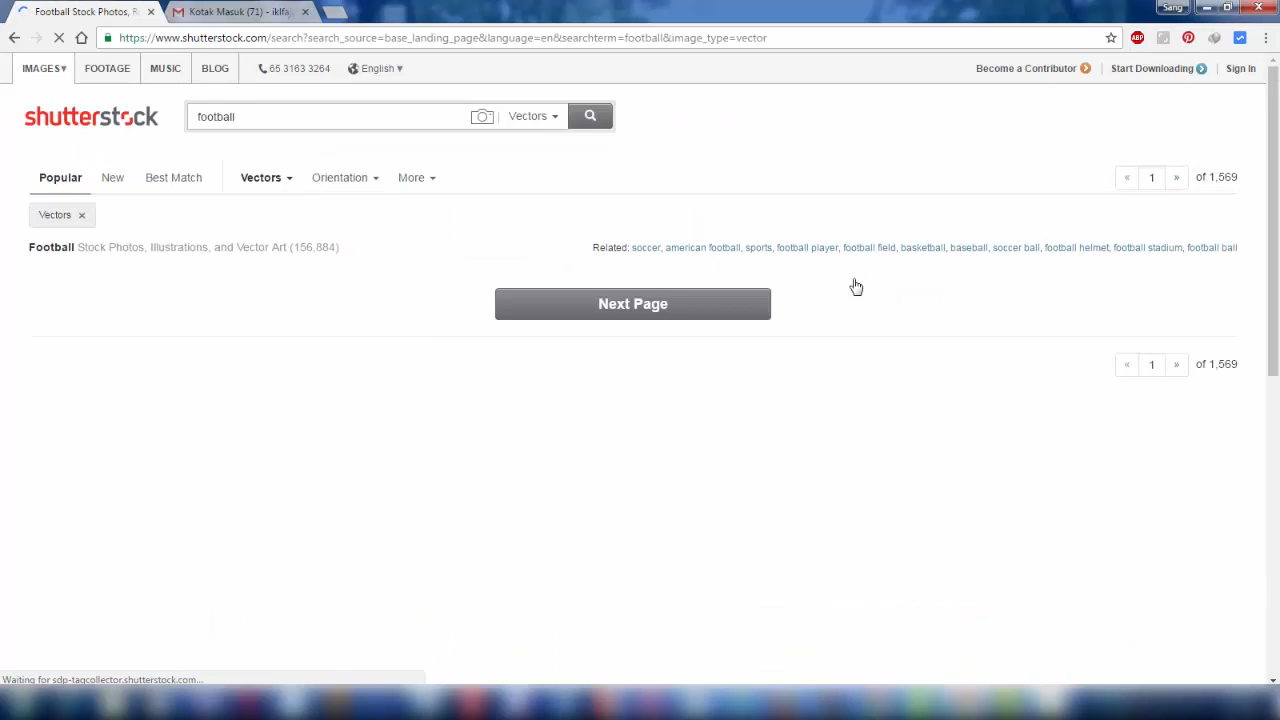 Football Stock Photos, R
Kotak Masuk (71) - iklfaj
Sang
https://www.shutterstock.com/search?search_source=base_landing_page&language=en&searchterm=football&image_type=vector
ABP
IMAGES FOOTAGE MUSIC BLOG 65 3163 3264 English
Become a Contributor Start Downloading Sign In
shutterstock
football Vectors
Popular New Best Match Vectors Orientation More
« 1 » of 1,569
Vectors ×
Football Stock Photos, Illustrations, and Vector Art (156,884)
Related: soccer, american football, sports, football player, football field, basketball, baseball, soccer ball, football helmet, football stadium, football ball
Next Page
« 1 » of 1,569
Waiting for sdp-tagcollector.shutterstock.com...